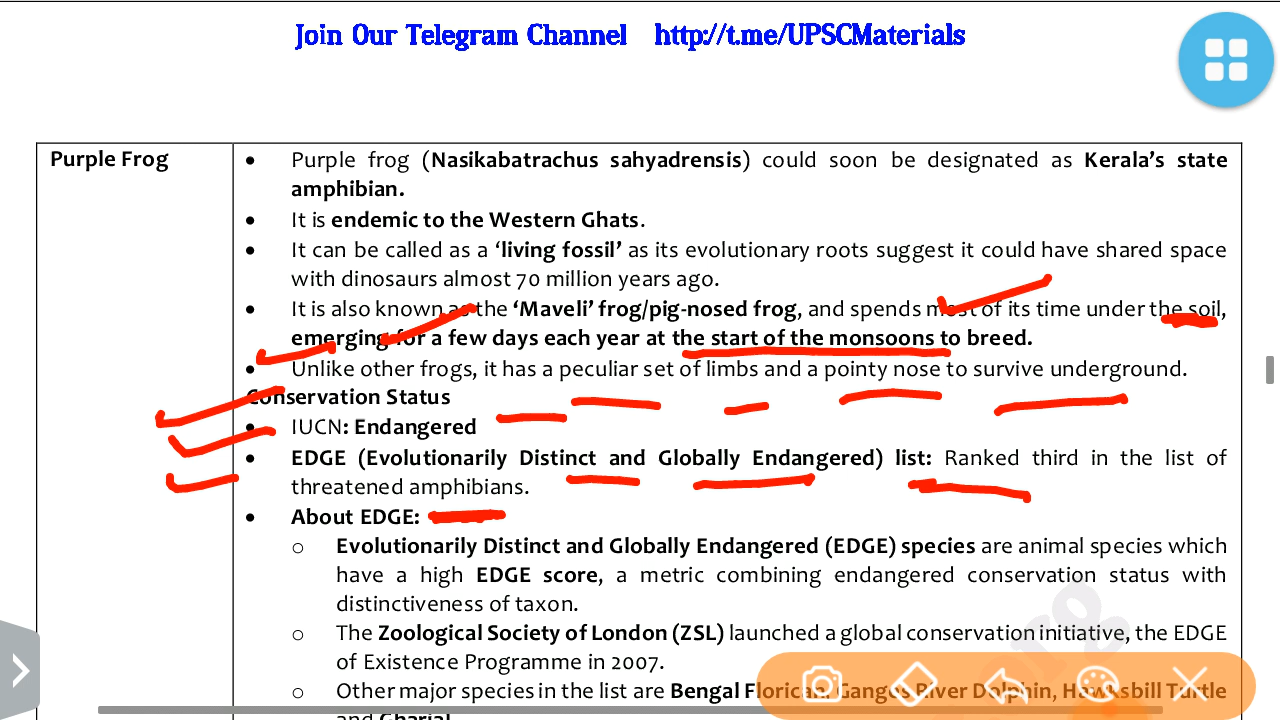 Join Our Telegram Channel http://t.me/UPSCMaterials
Purple Frog
• Purple frog (Nasikabatrachus sahyadrensis) could soon be designated as Kerala's state
amphibian.
• It is endemic to the Western Ghats.
• It can be called as a 'living fossil' as its evolutionary roots suggest it could have shared space
with dinosaurs almost 70 million years ago.
• It is also known as the 'Maveli' frog/pig-nosed frog, and spends most of its time under the soil,
emerging for a few days each year at the start of the monsoons to breed.
• Unlike other frogs, it has a peculiar set of limbs and a pointy nose to survive underground.
Conservation Status
• IUCN: Endangered
• EDGE (Evolutionarily Distinct and Globally Endangered) list: Ranked third in the list of
threatened amphibians.
• About EDGE:
o Evolutionarily Distinct and Globally Endangered (EDGE) species are animal species which
have a high EDGE score, a metric combining endangered conservation status with
distinctiveness of taxon.
o The Zoological Society of London (ZSL) launched a global conservation initiative, the EDGE
of Existence Programme in 2007.
o Other major species in the list are Bengal Florican, Ganges River Dolphin, Hawksbill Turtle
and Gharial